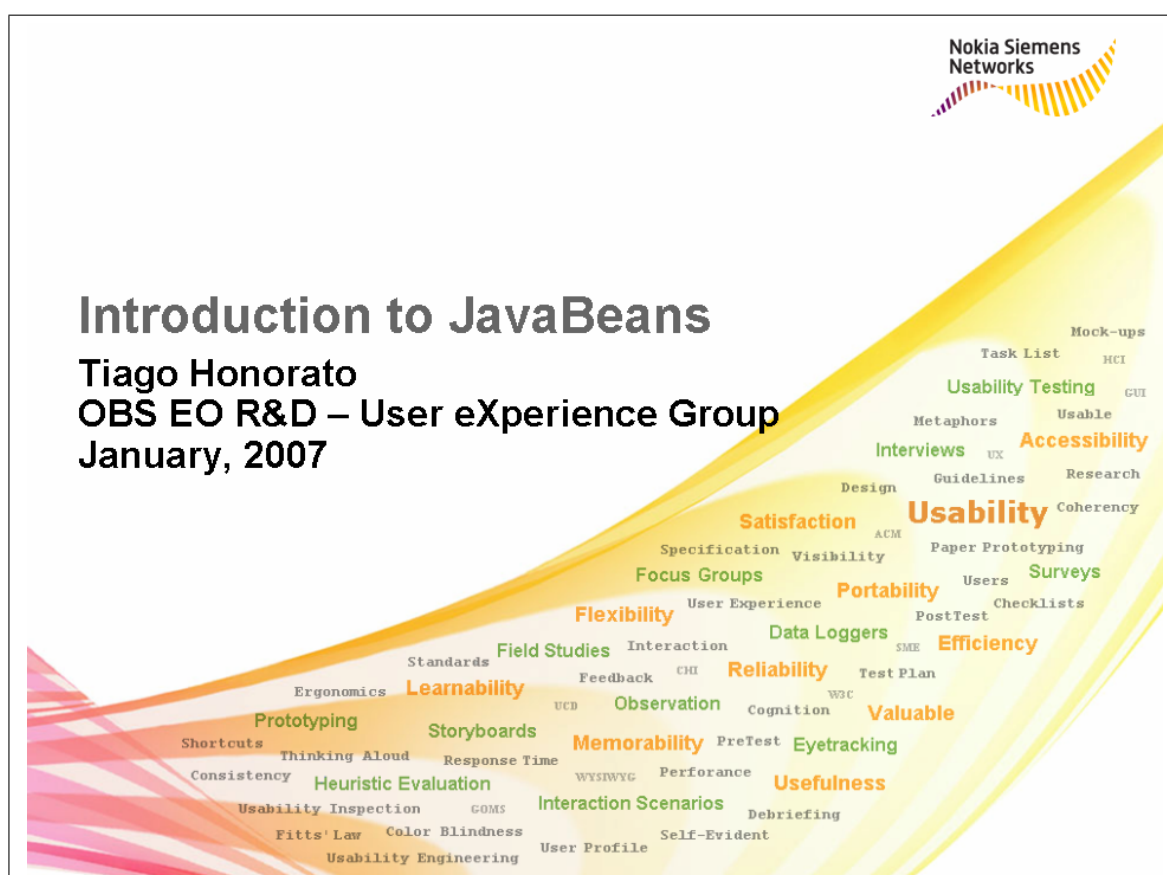 Nokia Siemens
Networks
Introduction to JavaBeans
Tiago Honorato
OBS EO R&D – User eXperience Group
January, 2007
Mock-ups
Task List HCI
Usability Testing GUI
Metaphors Usable
Interviews UX Accessibility
Guidelines Research
Design
Usability Coherency
Satisfaction ACM
Specification Visibility Paper Prototyping
Focus Groups Users Surveys
Portability
Flexibility User Experience PostTest Checklists
Data Loggers
Field Studies Interaction SME Efficiency
Standards Feedback CHI Reliability Test Plan
Ergonomics Learnability UCD Observation Cognition W3C Valuable
Prototyping Storyboards
Shortcuts Memorability PreTest Eyetracking
Thinking Aloud Response Time
Consistency WYSIWYG Perforance
Heuristic Evaluation Usefulness
Usability Inspection GOMS Interaction Scenarios Debriefing
Fitts' Law Color Blindness Self-Evident
Usability Engineering User Profile